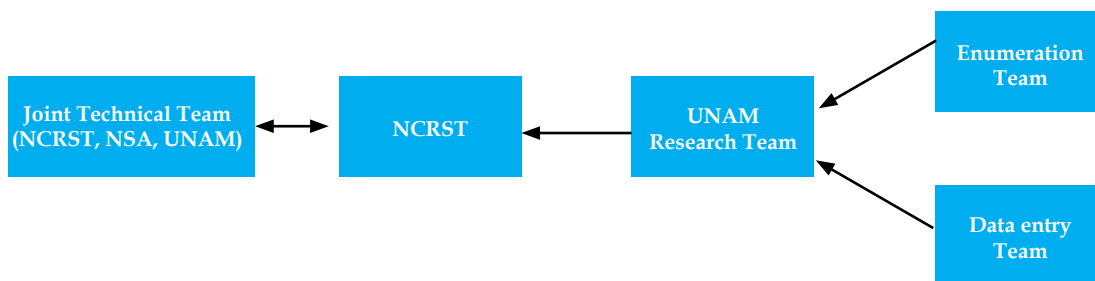 Joint Technical Team
(NCRST, NSA, UNAM)
NCRST
UNAM
Research Team
Enumeration
Team
Data entry
Team